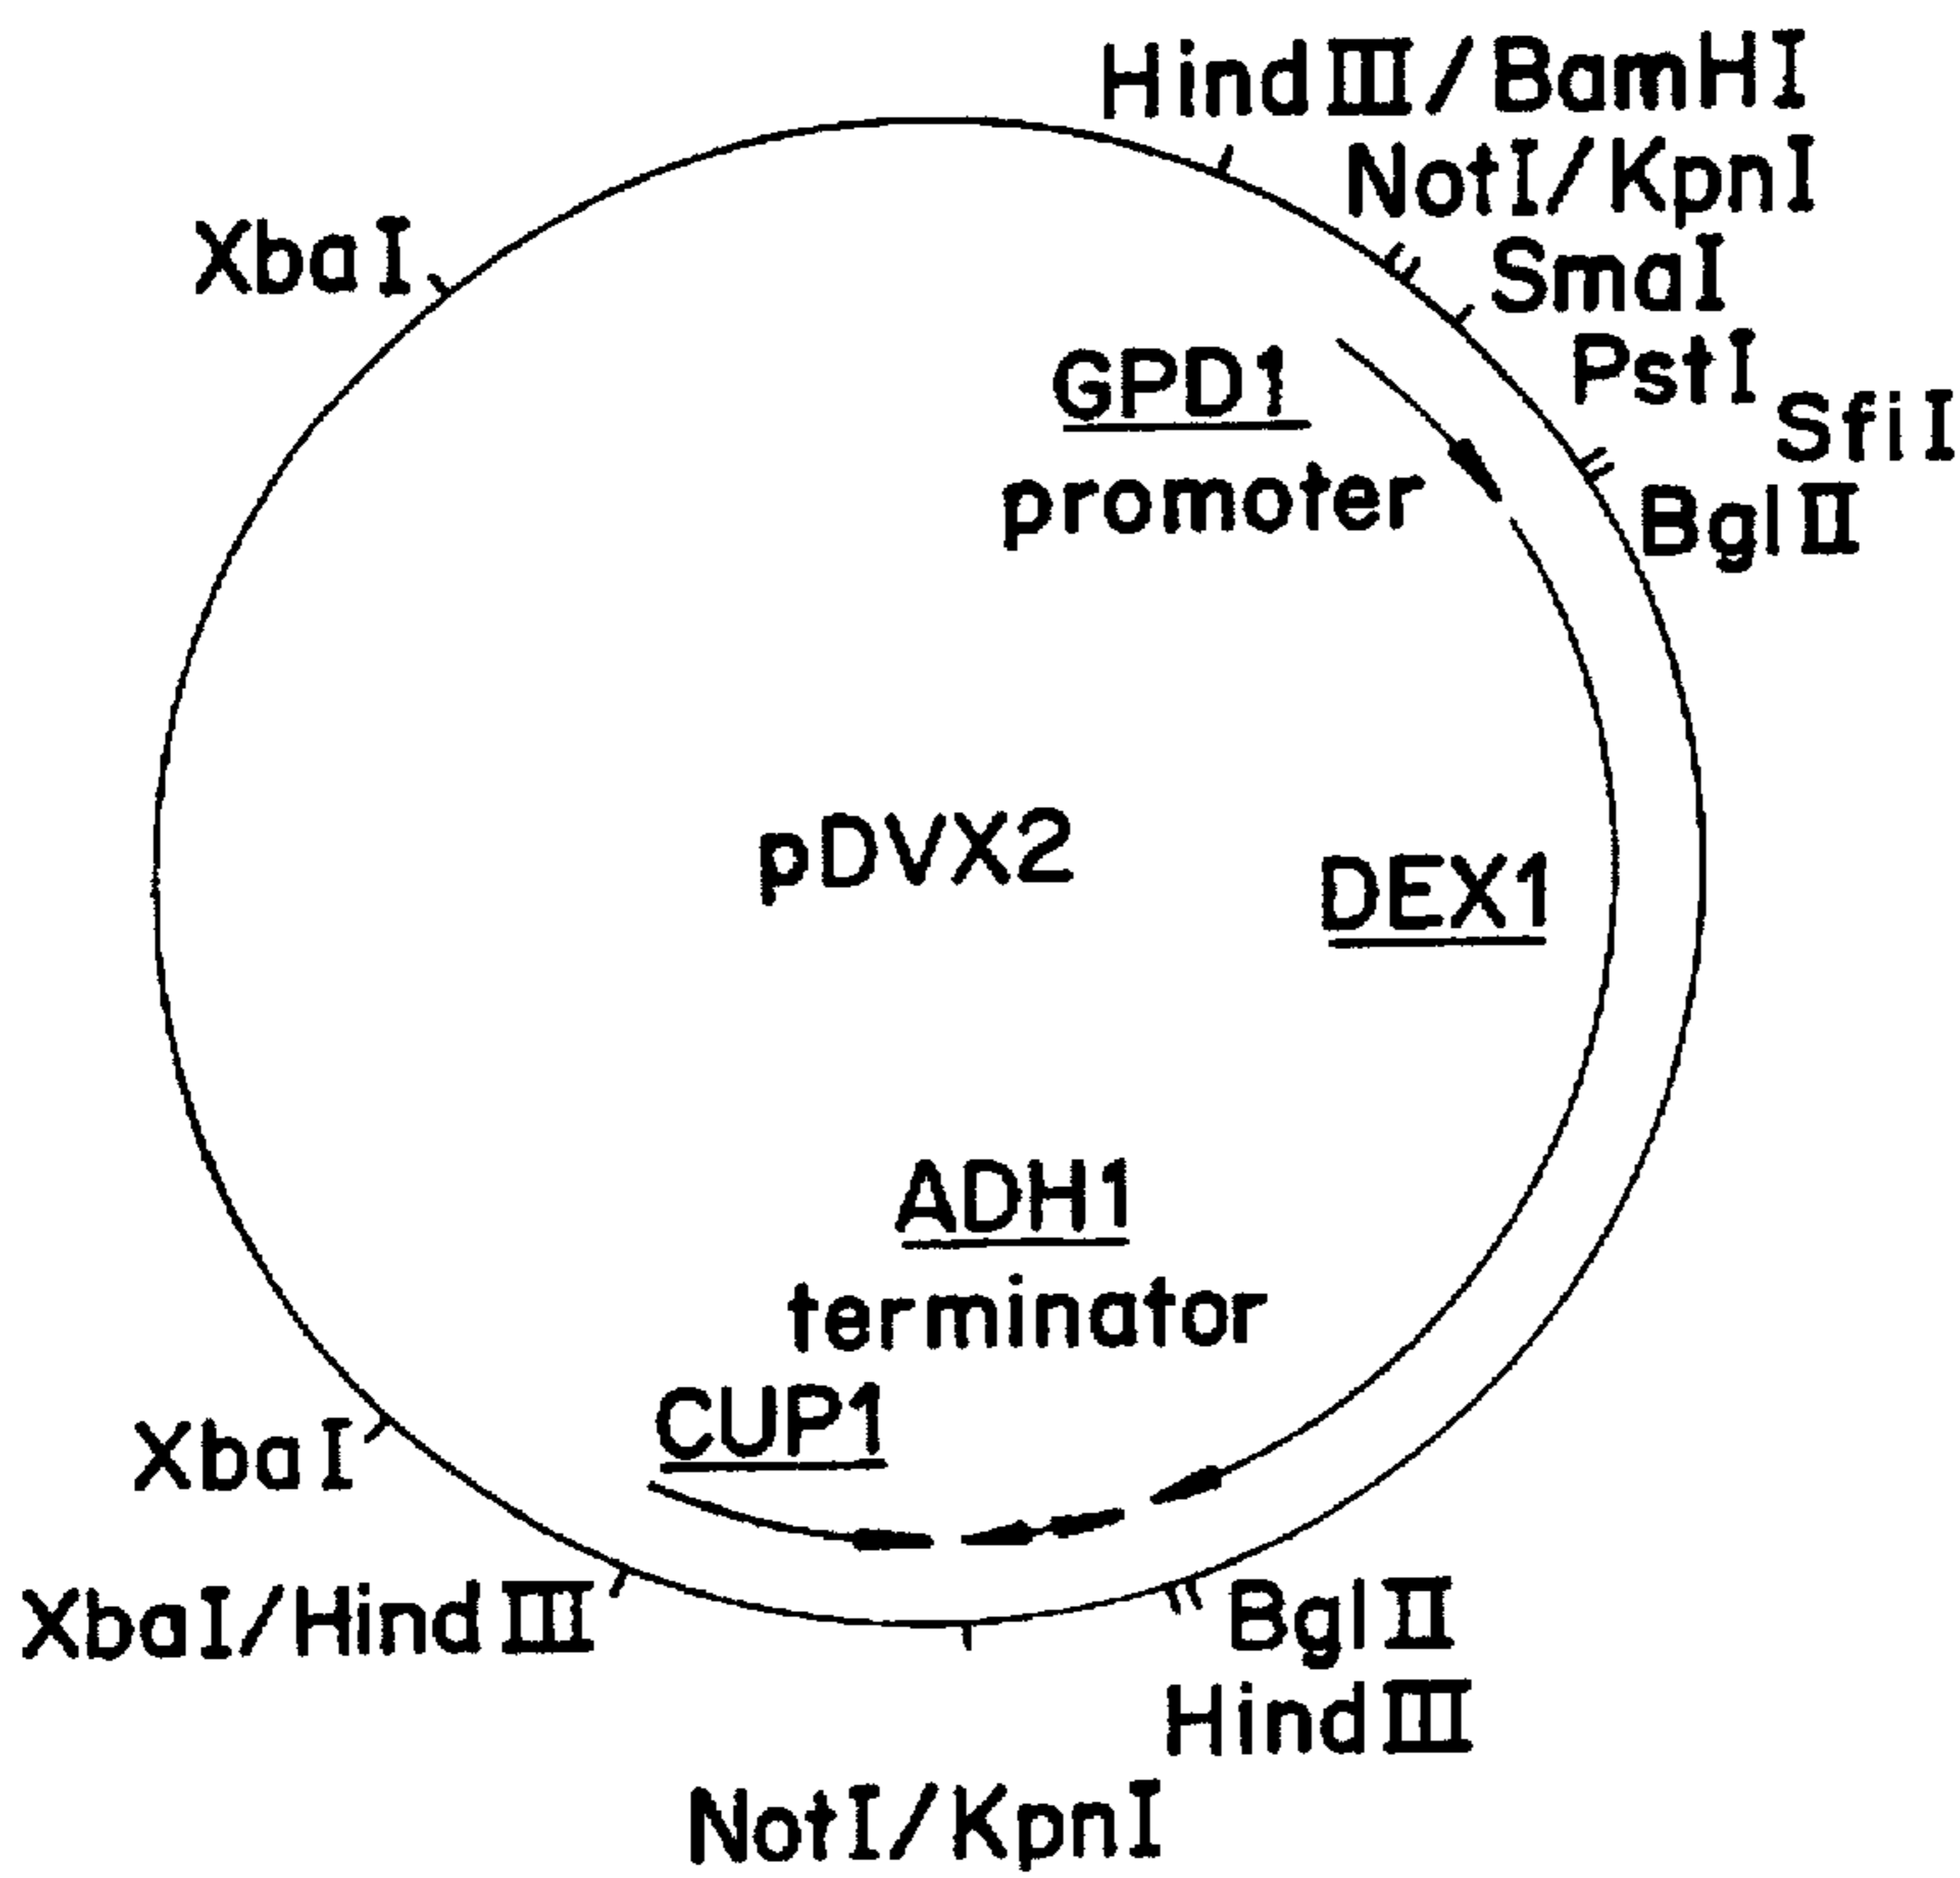 HindIII/BamHI
NotI/KpnI
XbaI
SmaI
PstI
GPD1
SfiI
promoter
BglII
pDVX2
DEX1
ADH1
terminator
CUP1
XbaI
XbaI/HindIII
BglII
HindIII
NotI/KpnI